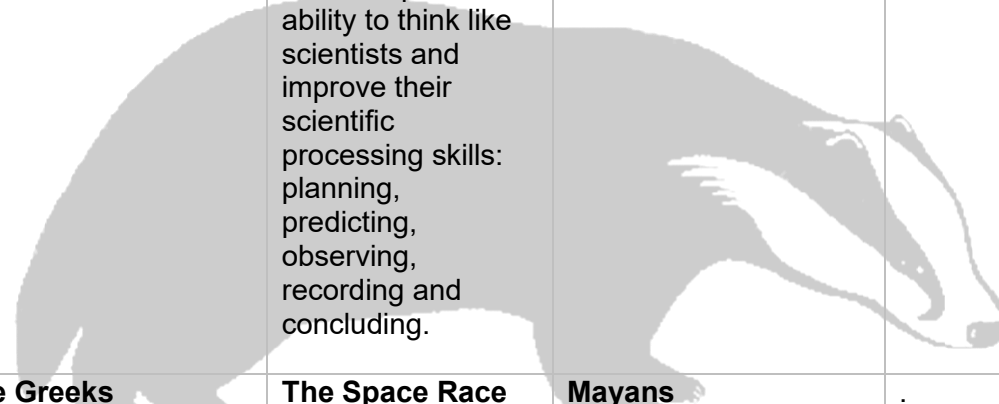 ability to think like
scientists and
improve their
scientific
processing skills:
planning,
predicting,
observing,
recording and
concluding.
Greeks
The Space Race
Mayans
.